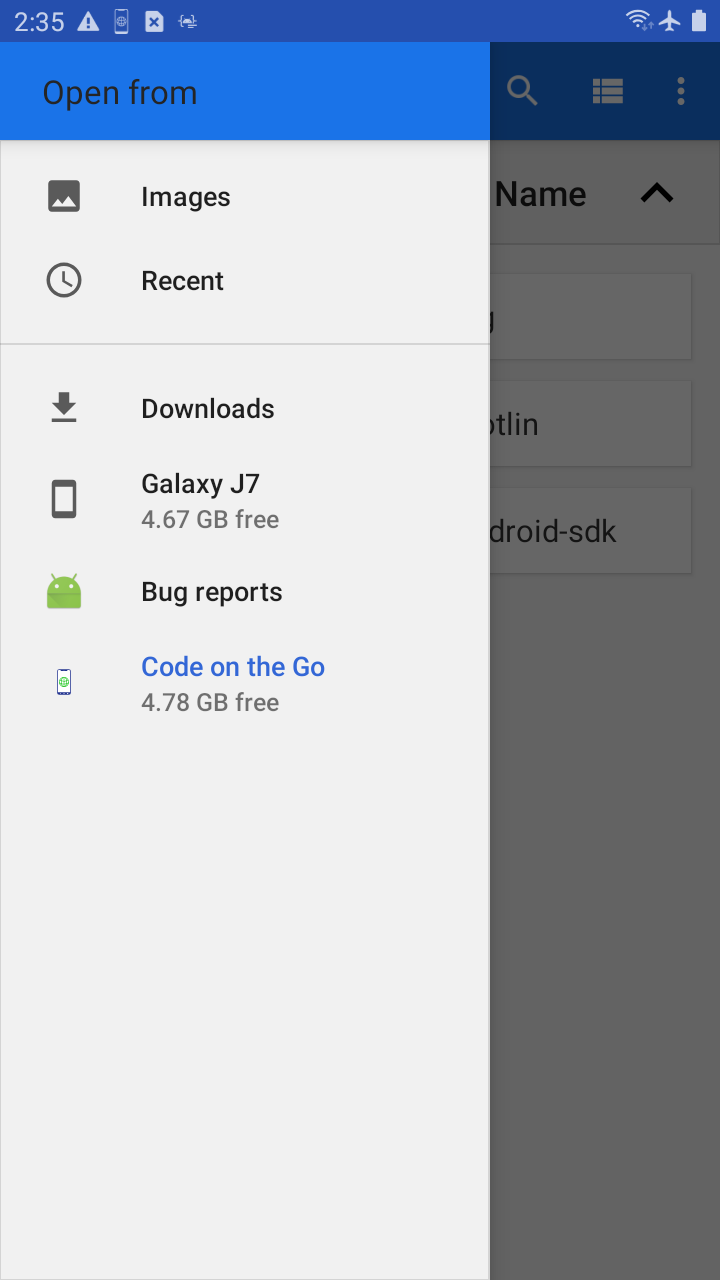 2:35
Open from
Images
Name
Recent
Downloads
Galaxy J7
4.67 GB free
Bug reports
Code on the Go
4.78 GB free
otlin
droid-sdk